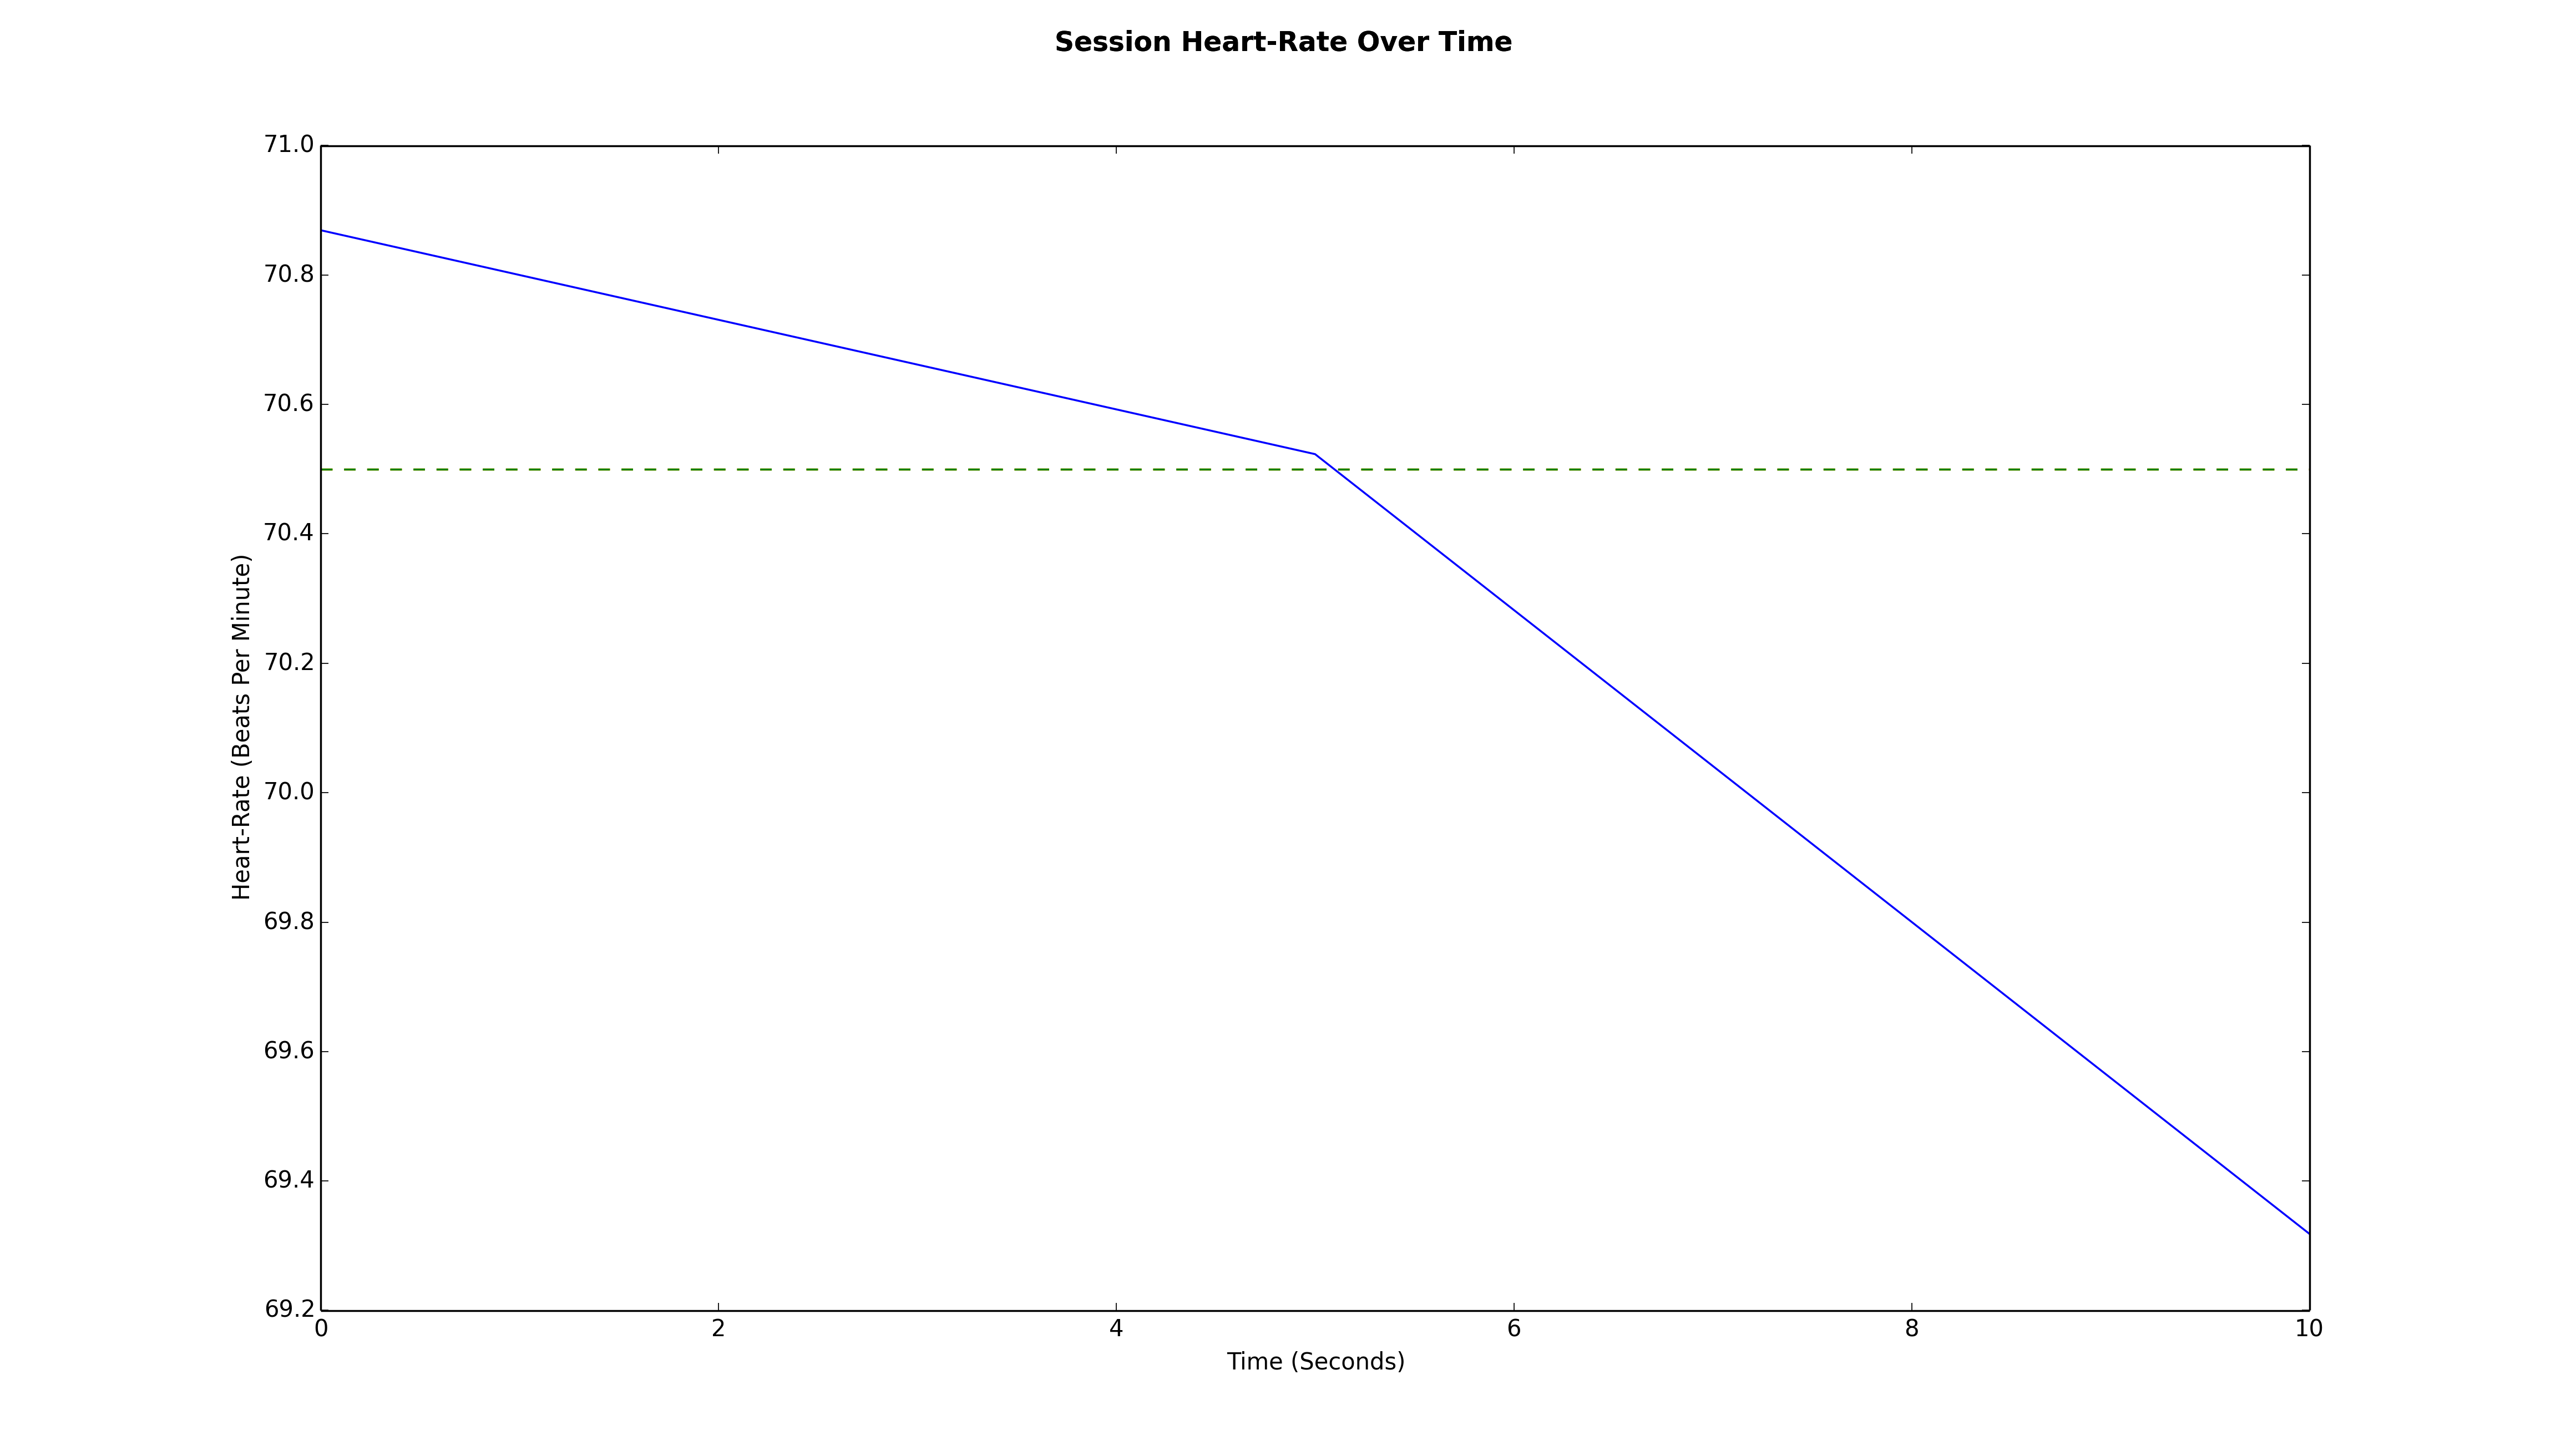 Session Heart-Rate Over Time
71.0
70.8
70.6
70.4
70.2
70.0
69.8
69.6
69.4
69.2
Heart-Rate (Beats Per Minute)
0 2 4 6 8 10
Time (Seconds)